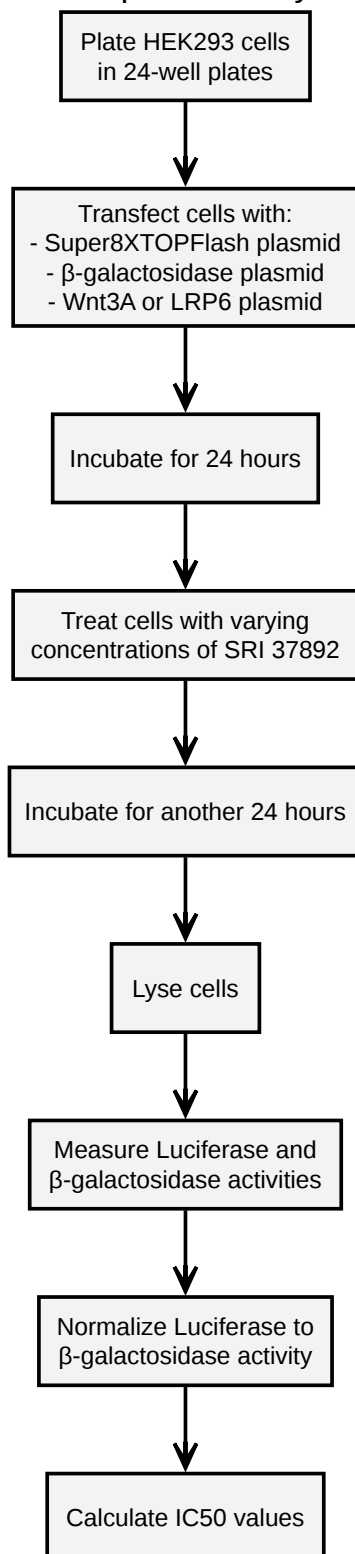 Plate HEK293 cells
in 24-well plates
Transfect cells with:
- Super8XTOPFlash plasmid
- β-galactosidase plasmid
- Wnt3A or LRP6 plasmid
Incubate for 24 hours
Treat cells with varying
concentrations of SRI 37892
Incubate for another 24 hours
Lyse cells
Measure Luciferase and
β-galactosidase activities
Normalize Luciferase to
β-galactosidase activity
Calculate IC50 values